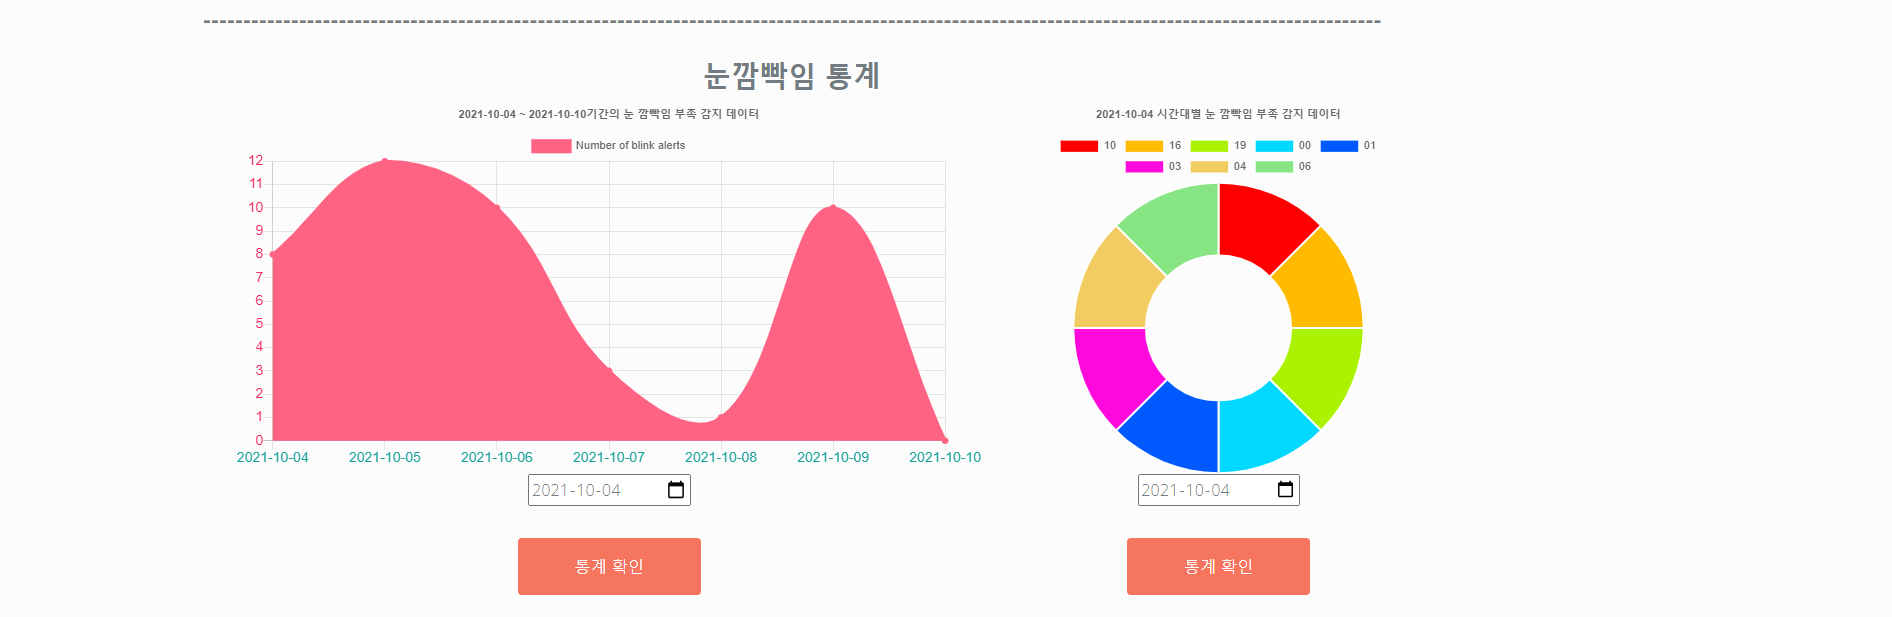 눈깜빡임 통계
2021-10-04 ~ 2021-10-10기간의 눈 깜빡임 부족 감지 데이터
Number of blink alerts
12
11
10
9
8
7
6
5
4
3
2
1
0
2021-10-04 2021-10-05 2021-10-06 2021-10-07 2021-10-08 2021-10-09 2021-10-10
2021-10-04
통계 확인
2021-10-04 시간대별 눈 깜빡임 부족 감지 데이터
10 16 19 00 01
03 04 06
2021-10-04
통계 확인